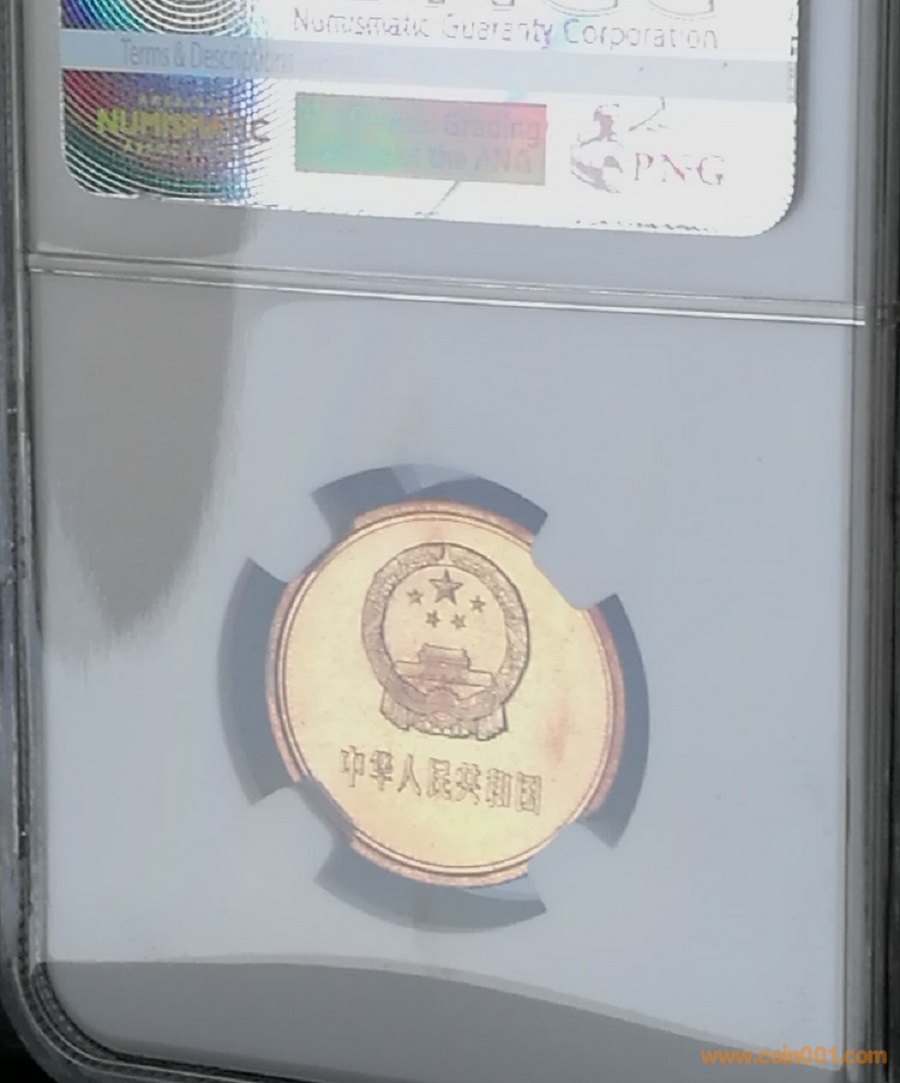 Numismatic Guaranty Corporation
Terms & Descriptions
NUMISMATIC
Grading
of the ANA
PNG
中华人民共和国
www.coin001.com